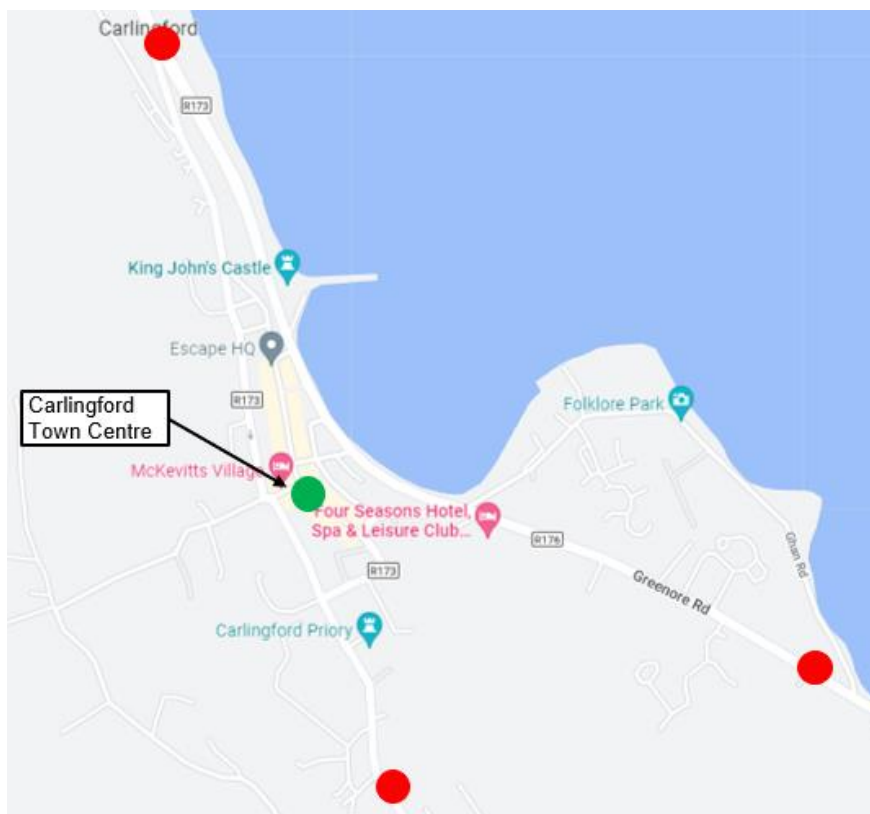 Carlingford
R173
King John's Castle
Escape HQ
R173
Carlingford
Town Centre
Folklore Park
McKevitts Village
Four Seasons Hotel,
Spa & Leisure Club...
R176
Ghan Rd
R173
Greenore Rd
Carlingford Priory